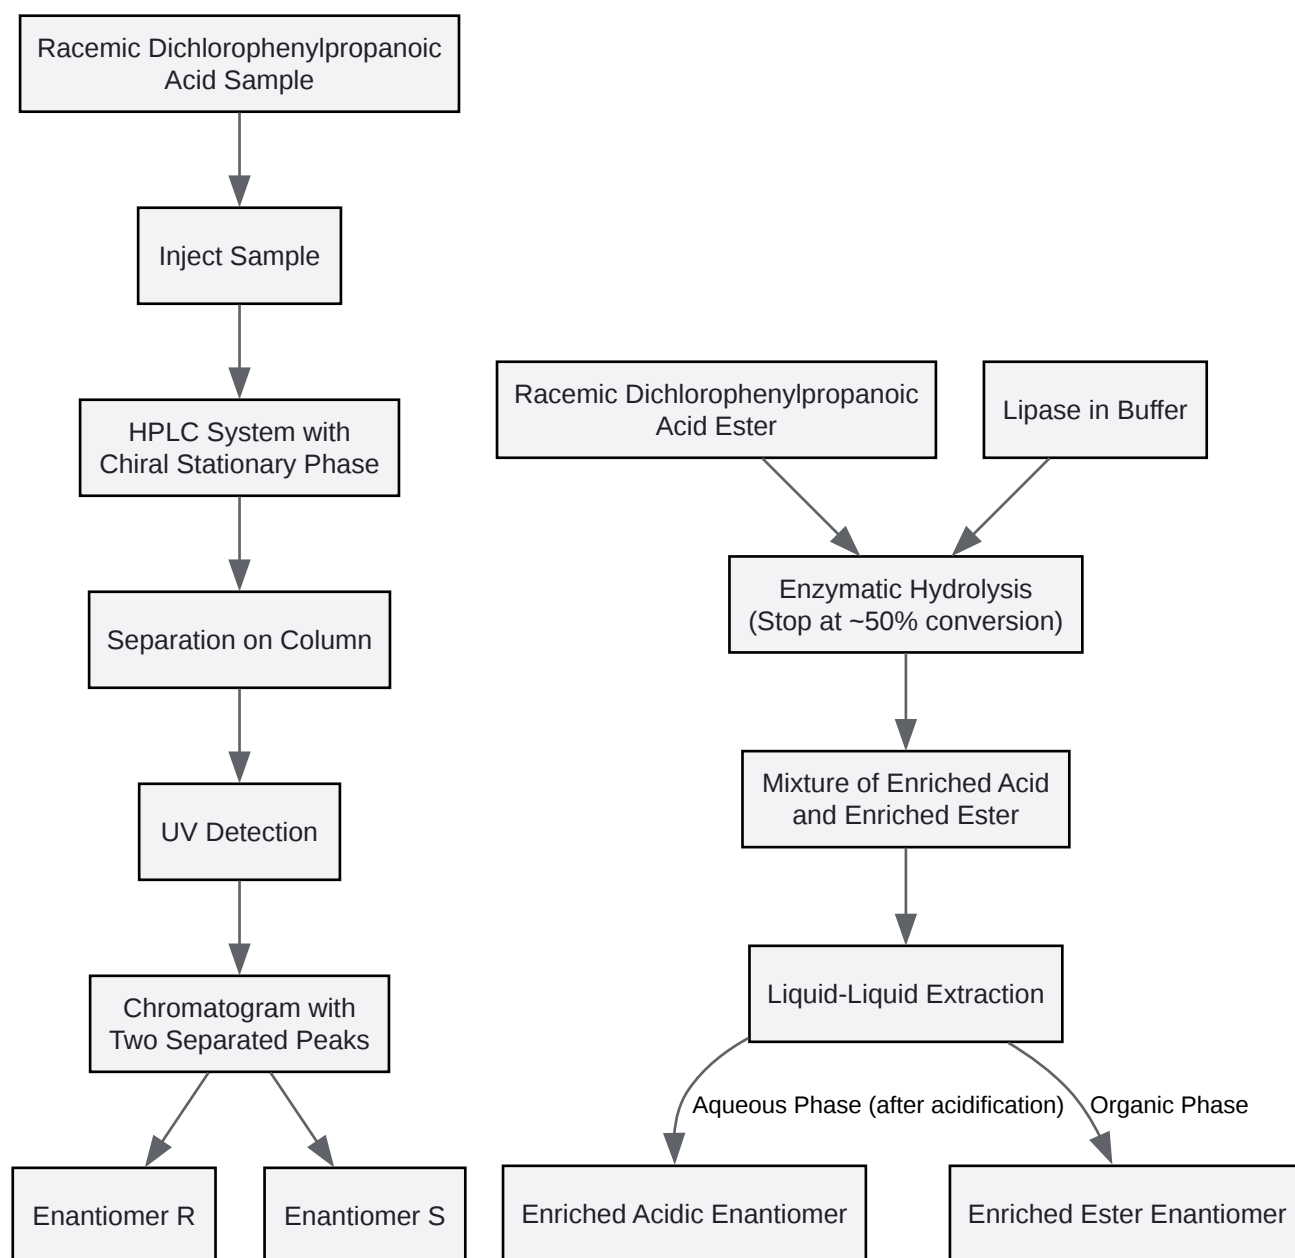 Racemic Dichlorophenylpropanoic
Acid Sample
Inject Sample
HPLC System with
Chiral Stationary Phase
Separation on Column
UV Detection
Chromatogram with
Two Separated Peaks
Enantiomer R
Enantiomer S
Racemic Dichlorophenylpropanoic
Acid Ester
Lipase in Buffer
Enzymatic Hydrolysis
(Stop at ~50% conversion)
Mixture of Enriched Acid
and Enriched Ester
Liquid-Liquid Extraction
Aqueous Phase (after acidification)
Organic Phase
Enriched Acidic Enantiomer
Enriched Ester Enantiomer